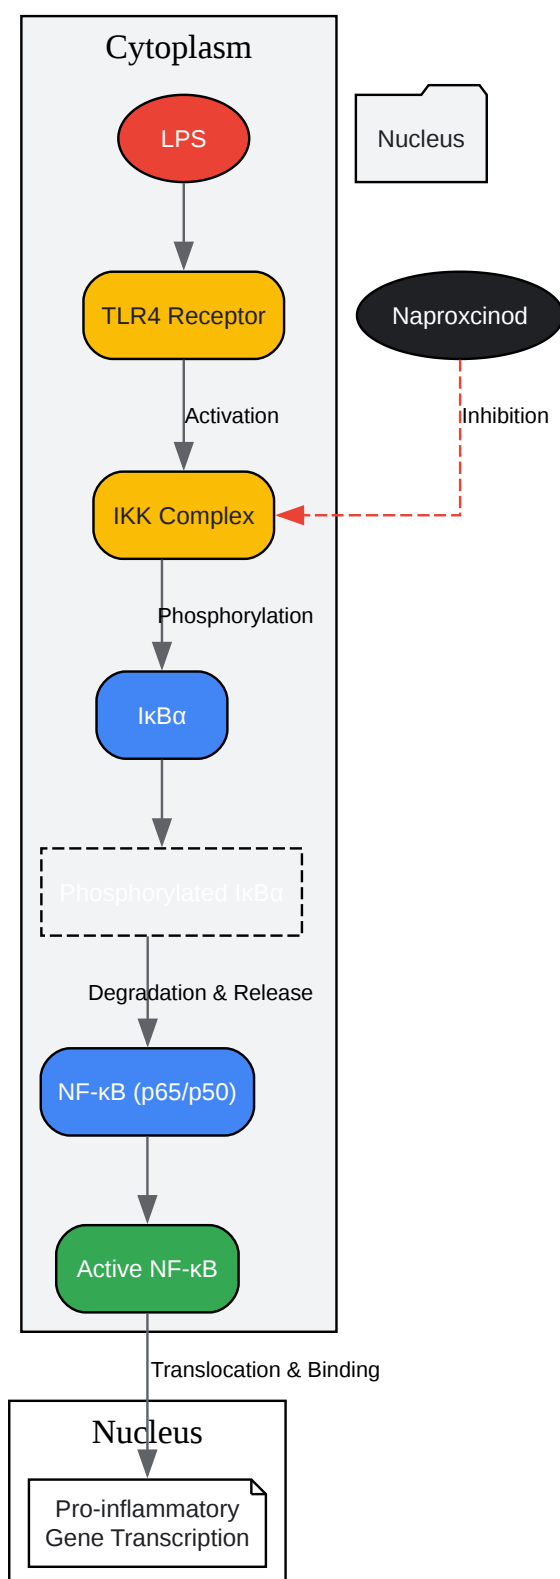 Cytoplasm
LPS
Nucleus
TLR4 Receptor
Naproxcinod
Activation
Inhibition
IKK Complex
Phosphorylation
IκBα
Phosphorylated IκBα
Degradation & Release
NF-κB (p65/p50)
Active NF-κB
Translocation & Binding
Nucleus
Pro-inflammatory
Gene Transcription